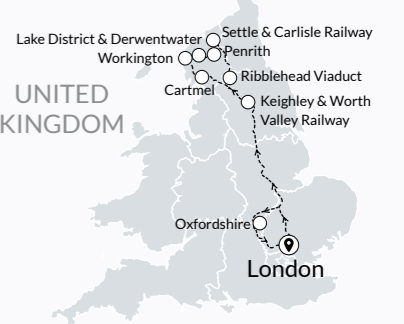 Settle & Carlisle Railway
Lake District & Derwentwater
Penrith
Workington
Ribblehead Viaduct
Cartmel
UNITED
KINGDOM
Keighley & Worth
Valley Railway
Oxfordshire
London